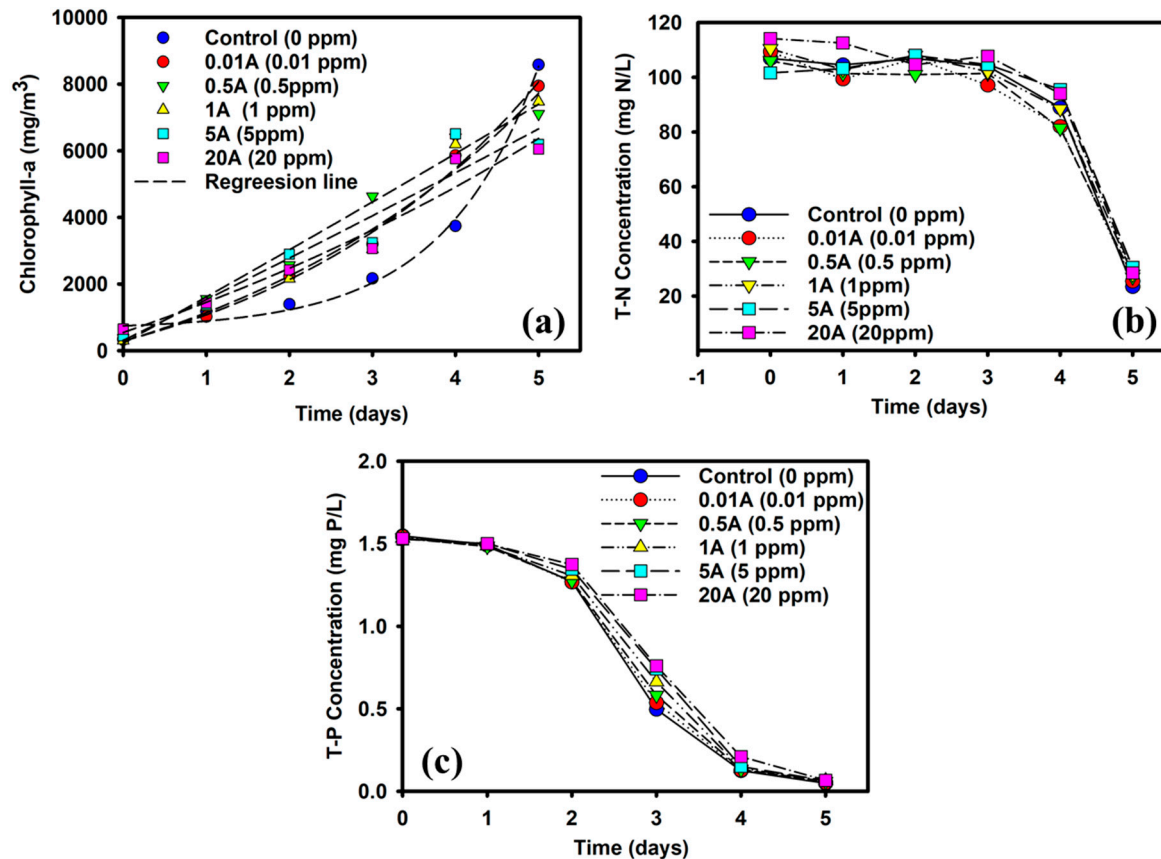 10000
8000
6000
4000
2000
0
Chlorophyll-a (mg/m³)
Control (0 ppm)
0.01A (0.01 ppm)
0.5A (0.5ppm)
1A (1 ppm)
5A (5ppm)
20A (20 ppm)
Regreesion line
(a)
0 1 2 3 4 5
Time (days)
120
100
80
60
40
20
T-N Concentration (mg N/L)
Control (0 ppm)
0.01A (0.01 ppm)
0.5A (0.5 ppm)
1A (1ppm)
5A (5ppm)
20A (20ppm)
(b)
-1 0 1 2 3 4 5
Time (days)
2.0
1.5
1.0
0.5
0.0
T-P Concentration (mg P/L)
Control (0 ppm)
0.01A (0.01 ppm)
0.5A (0.5 ppm)
1A (1 ppm)
5A (5 ppm)
20A (20 ppm)
(c)
0 1 2 3 4 5
Time (days)